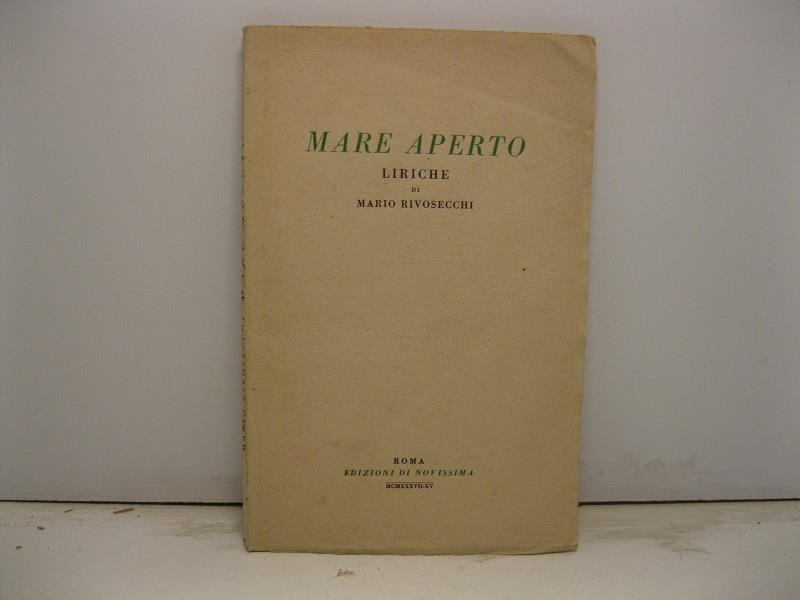 MARE APERTO
LIRICHE
DI
MARIO RIVOSECCHI
ROMA
EDIZIONI DI NOVISSIMA
MCMXXXVII-XV